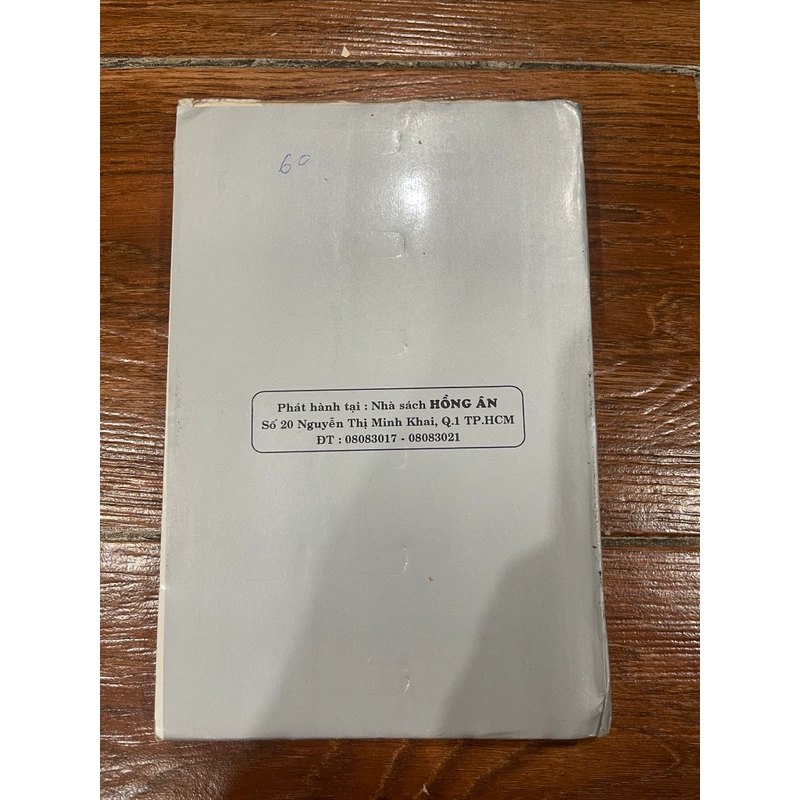 60
Phát hành tại : Nhà sách HỒNG ÂN
Số 20 Nguyễn Thị Minh Khai, Q.1 TP.HCM
ĐT : 08083017 - 08083021